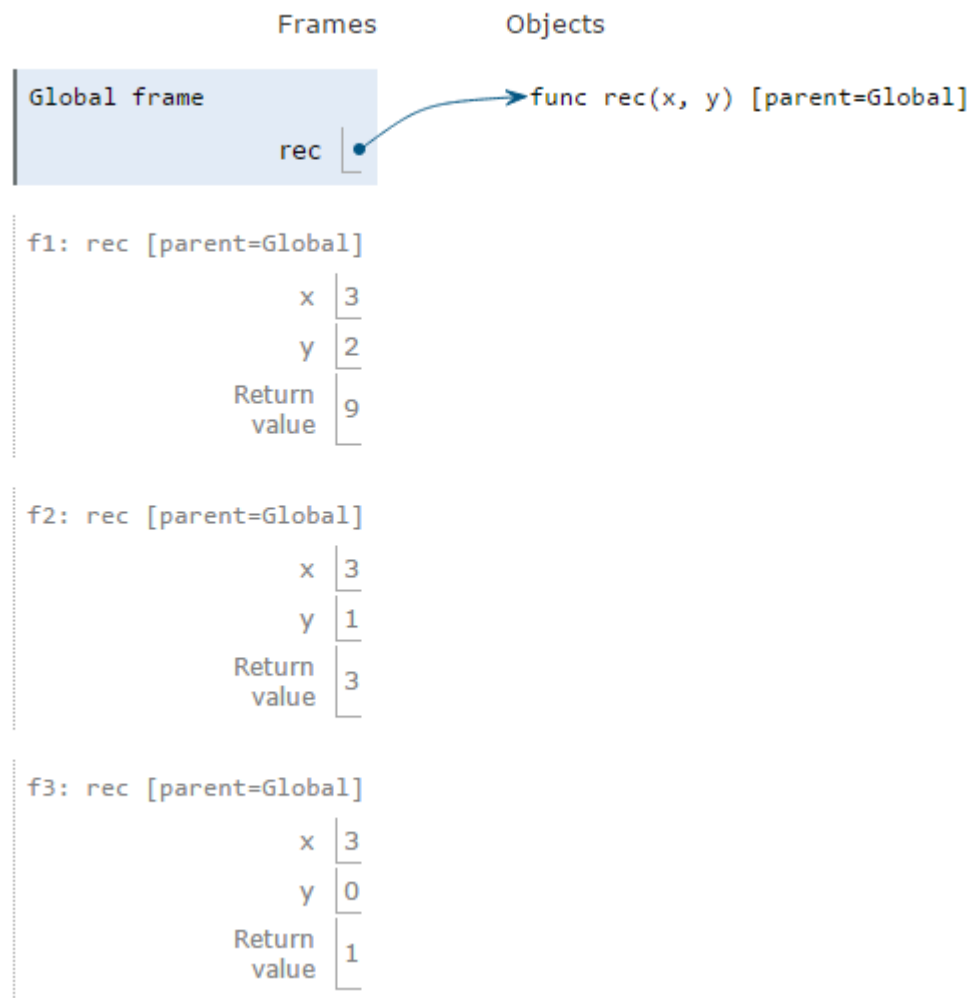 Frames Objects
Global frame
func rec(x, y) [parent=Global]
rec
f1: rec [parent=Global]
x 3
y 2
Return
value 9
f2: rec [parent=Global]
x 3
y 1
Return
value 3
f3: rec [parent=Global]
x 3
y 0
Return
value 1